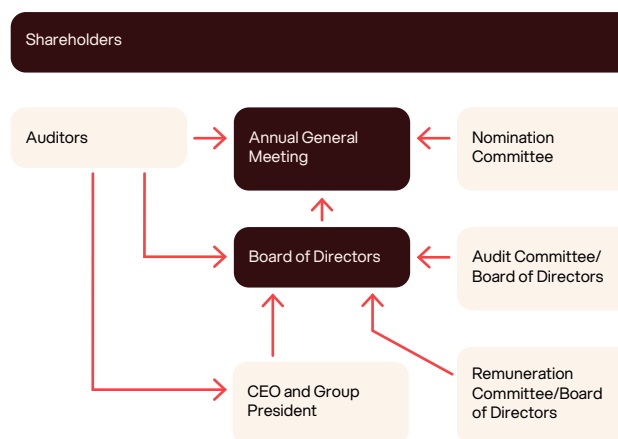 Shareholders
Auditors
Annual General
Meeting
Nomination
Committee
Board of Directors
Audit Committee/
Board of Directors
CEO and Group
President
Remuneration
Committee/Board
of Directors